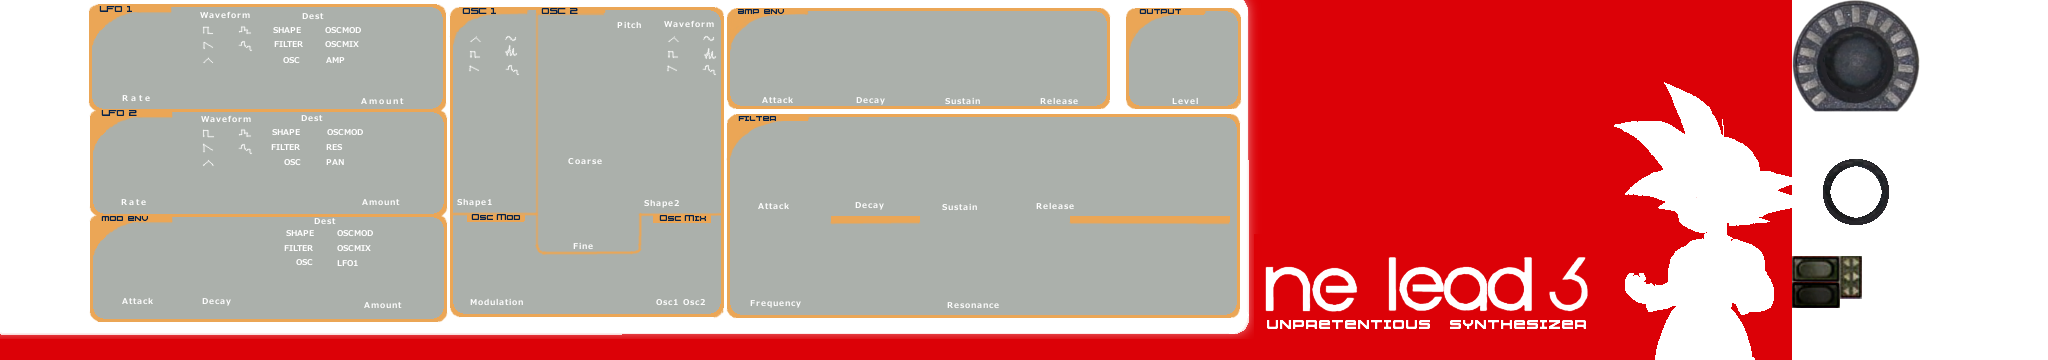 LFO 1
Waveform
Dest
SHAPE OSCMOD
FILTER OSCMIX
OSC AMP
Rate
Amount
LFO 2
Waveform
Dest
SHAPE OSCMOD
FILTER RES
OSC PAN
Rate
Amount
MOD ENV
Dest
SHAPE OSCMOD
FILTER OSCMIX
OSC LFO1
Attack
Decay
Amount
OSC 1
OSC 2
Pitch
Waveform
Coarse
Shape1
Shape2
Osc Mod
Osc Mix
Fine
Modulation
Osc1 Osc2
AMP ENV
Attack
Decay
Sustain
Release
OUTPUT
Level
FILTER
Attack
Decay
Sustain
Release
Frequency
Resonance
ne lead 3
UNPRETENTIOUS SYNTHESIZER